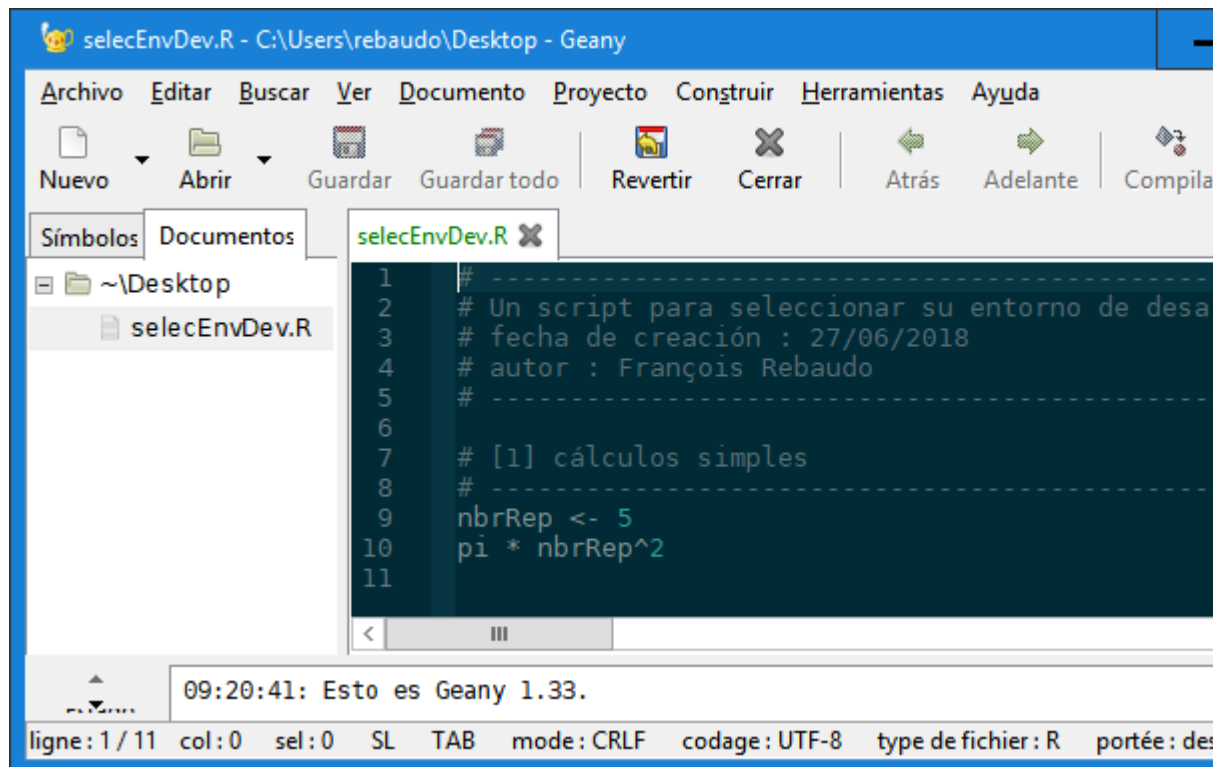 selecEnvDev.R - C:\Users\rebaudo\Desktop - Geany
Archivo Editar Buscar Ver Documento Proyecto Construir Herramientas Ayuda
Nuevo Abrir Guardar Guardar todo Revertir Cerrar Atrás Adelante Compila
Símbolos Documentos selecEnvDev.R
~\Desktop
selecEnvDev.R
1 # ---------------------------------------------
2 # Un script para seleccionar su entorno de desa
3 # fecha de creación : 27/06/2018
4 # autor : François Rebaudo
5 # ---------------------------------------------
6
7 # [1] cálculos simples
8 # ---------------------------------------------
9 nbrRep <- 5
10 pi * nbrRep^2
11
09:20:41: Esto es Geany 1.33.
ligne : 1 / 11 col : 0 sel : 0 SL TAB mode : CRLF codage : UTF-8 type de fichier : R portée : des